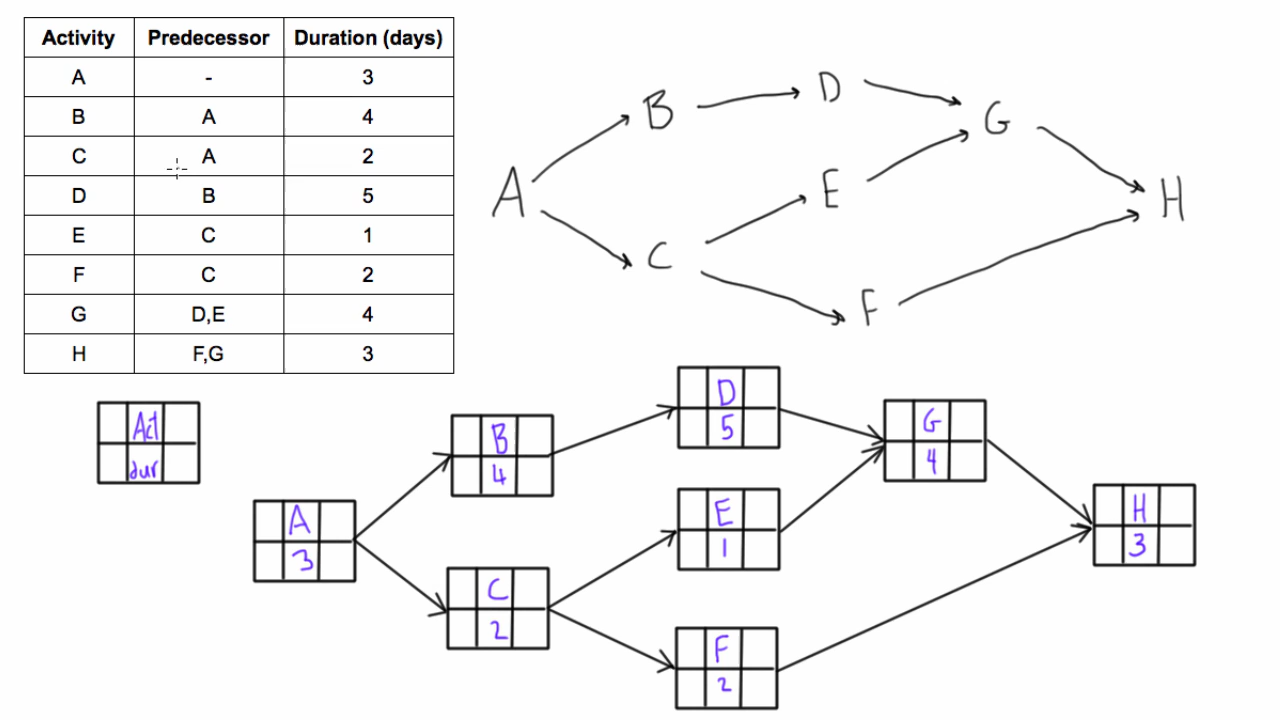 Activity Predecessor Duration (days)
A - 3
B A 4
C A 2
D B 5
E C 1
F C 2
G D,E 4
H F,G 3
B D G
A E H
C F
Act
dur
A
3
B
4
C
2
D
5
E
1
F
2
G
4
H
3